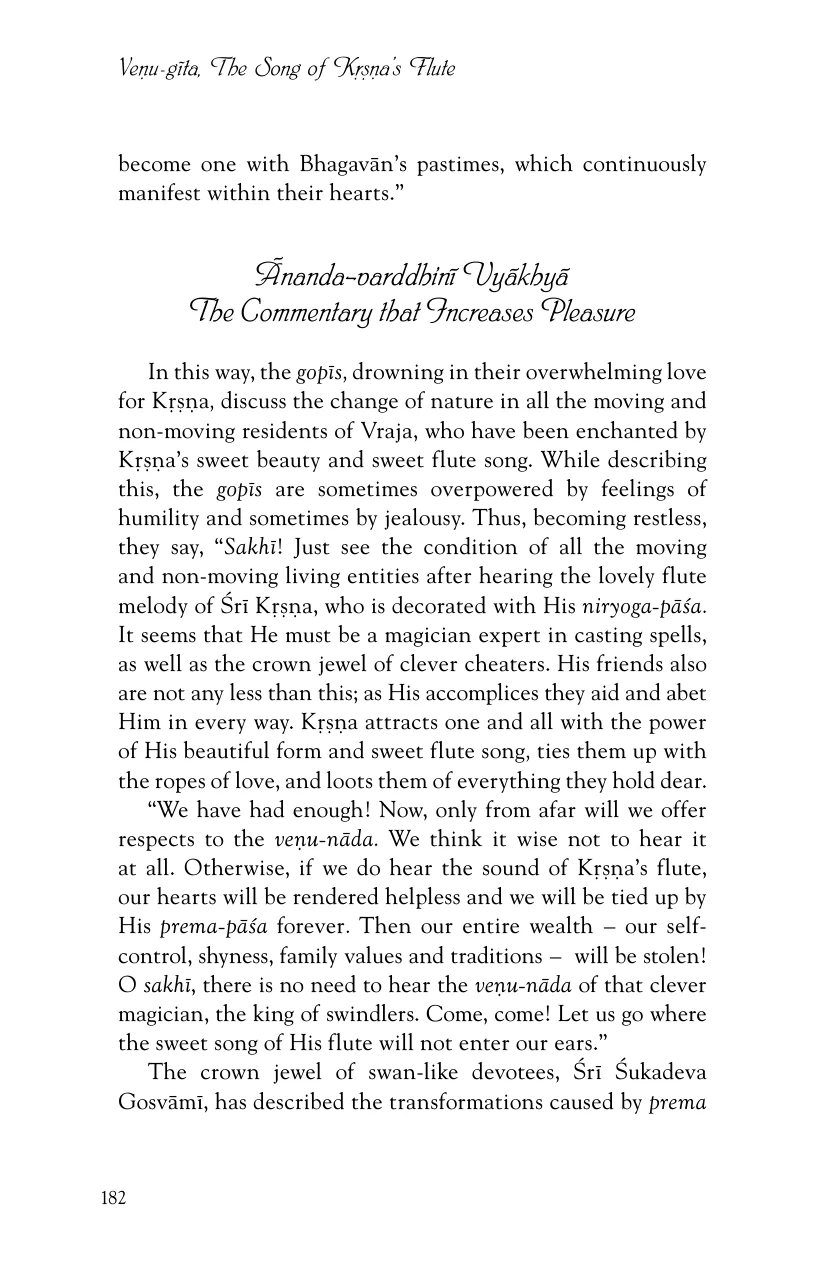 Veṇu-gīta, The Song of Kṛṣṇa's Flute
become one with Bhagavān’s pastimes, which continuously
manifest within their hearts.”
Ānanda-varddhinī Vyākhyā
The Commentary that Increases Pleasure
In this way, the gopīs, drowning in their overwhelming love
for Kṛṣṇa, discuss the change of nature in all the moving and
non-moving residents of Vraja, who have been enchanted by
Kṛṣṇa’s sweet beauty and sweet flute song. While describing
this, the gopīs are sometimes overpowered by feelings of
humility and sometimes by jealousy. Thus, becoming restless,
they say, “Sakhī! Just see the condition of all the moving
and non-moving living entities after hearing the lovely flute
melody of Śrī Kṛṣṇa, who is decorated with His niryoga-pāśa.
It seems that He must be a magician expert in casting spells,
as well as the crown jewel of clever cheaters. His friends also
are not any less than this; as His accomplices they aid and abet
Him in every way. Kṛṣṇa attracts one and all with the power
of His beautiful form and sweet flute song, ties them up with
the ropes of love, and loots them of everything they hold dear.
“We have had enough! Now, only from afar will we offer
respects to the veṇu-nāda. We think it wise not to hear it
at all. Otherwise, if we do hear the sound of Kṛṣṇa’s flute,
our hearts will be rendered helpless and we will be tied up by
His prema-pāśa forever. Then our entire wealth – our self-
control, shyness, family values and traditions –  will be stolen!
O sakhī, there is no need to hear the veṇu-nāda of that clever
magician, the king of swindlers. Come, come! Let us go where
the sweet song of His flute will not enter our ears.”
The crown jewel of swan-like devotees, Śrī Śukadeva
Gosvāmī, has described the transformations caused by prema
182